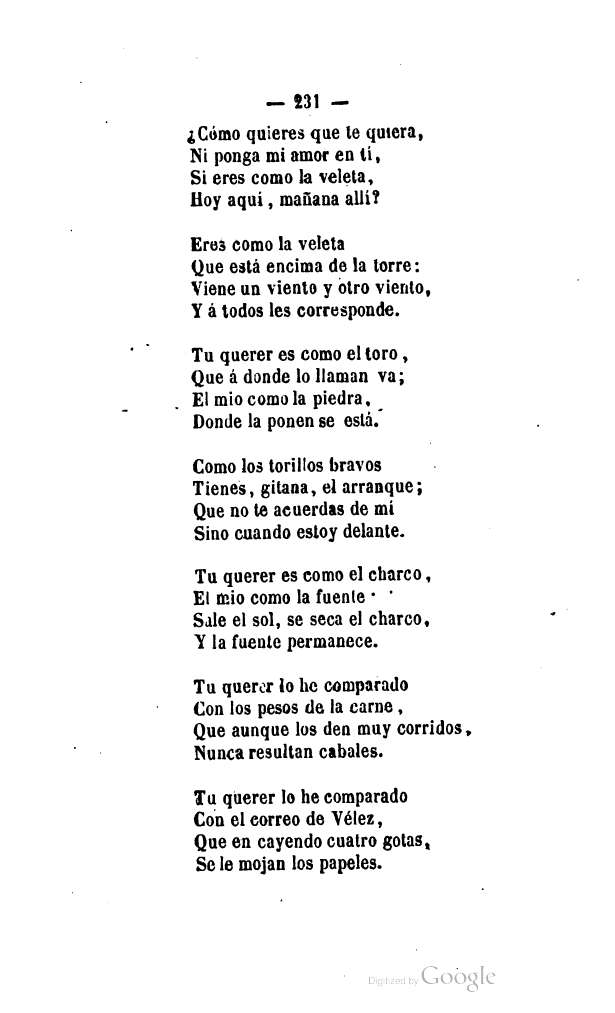 — 231 —
¿Cómo quieres que te quiera,
Ni ponga mi amor en ti,
Si eres como la veleta,
Hoy aquí, mañana allí?
Eres como la veleta
Que está encima de la torre:
Viene un viento y otro viento,
Y á todos les corresponde.
Tu querer es como el toro,
Que á donde lo llaman va;
El mio como la piedra,
Donde la ponen se está.
Como los torillos bravos
Tienes, gitana, el arranque;
Que no te acuerdas de mí
Sino cuando estoy delante.
Tu querer es como el charco,
El mio como la fuente
Sale el sol, se seca el charco,
Y la fuente permanece.
Tu querer lo he comparado
Con los pesos de la carne,
Que aunque los den muy corridos,
Nunca resultan cabales.
Tu querer lo he comparado
Con el correo de Vélez,
Que en cayendo cuatro gotas,
Se le mojan los papeles.
Digitized by Google